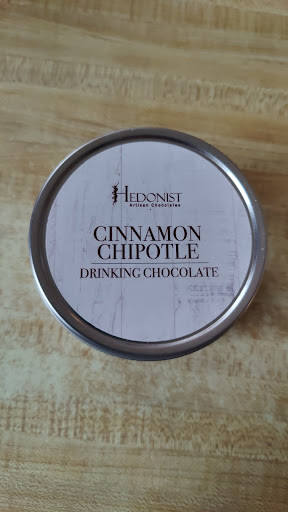 HEDONIST
Artisan Chocolates
CINNAMON
CHIPOTLE
DRINKING CHOCOLATE